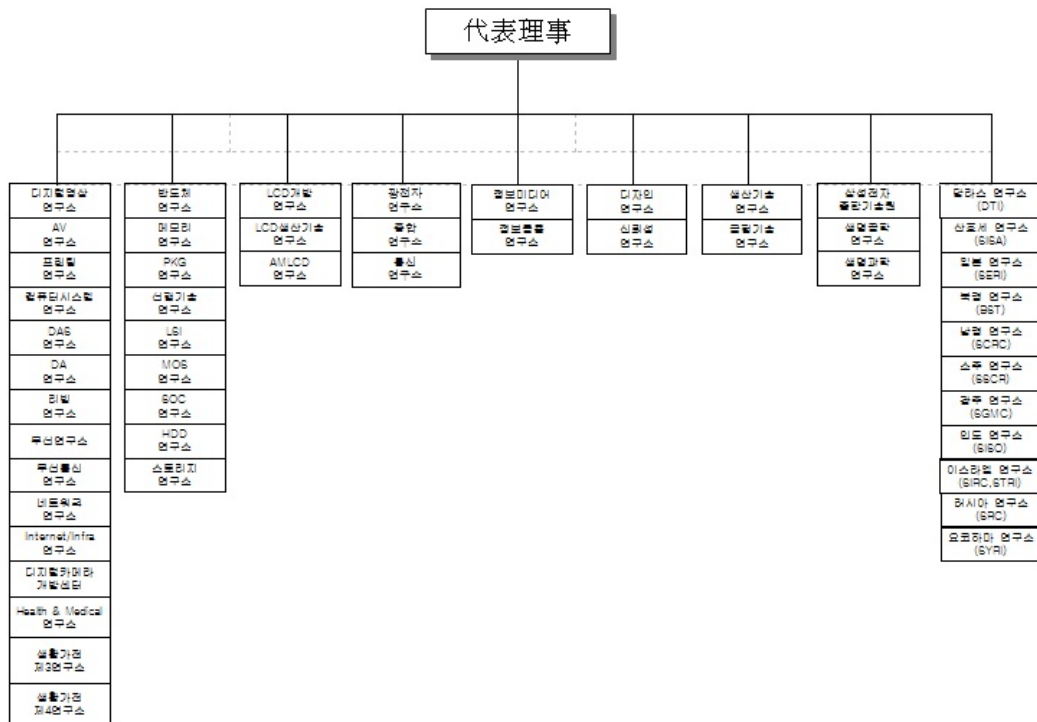 代表理事
디지털영상
연구소
AV
연구소
프린팅
연구소
컴퓨터시스템
연구소
DAS
연구소
DA
연구소
리빙
연구소
무선연구소
무선통신
연구소
네트워크
연구소
Internet/Infra
연구소
디지털카메라
개발센터
Health & Medical
연구소
생활가전
제3연구소
생활가전
제4연구소
반도체
연구소
메모리
연구소
PKG
연구소
선행기술
연구소
LSI
연구소
MOS
연구소
SOC
연구소
HDD
연구소
스토리지
연구소
LCD개발
연구소
LCD생산기술
연구소
AMLCD
연구소
광전자
연구소
종합
연구소
통신
연구소
정보미디어
연구소
정보응용
연구소
디자인
연구소
신뢰성
연구소
생산기술
연구소
금형기술
연구소
삼성전자
종합기술원
생명공학
연구소
생명과학
연구소
달라스 연구소
(DTI)
산호세 연구소
(SISA)
일본 연구소
(SERI)
북경 연구소
(BST)
남경 연구소
(SCRC)
소주 연구소
(SSCR)
광주 연구소
(SGMC)
인도 연구소
(SISO)
이스라엘 연구소
(SIRC,STRI)
러시아 연구소
(SRC)
요코하마 연구소
(SYRI)